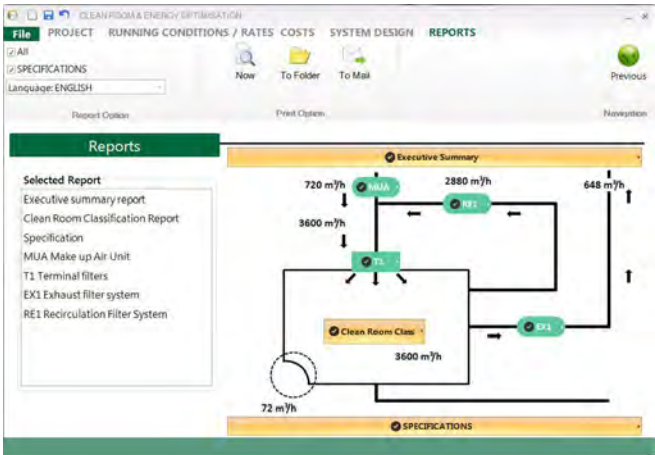 CLEAN ROOM & ENERGY OPTIMISATION
File PROJECT RUNNING CONDITIONS / RATES COSTS SYSTEM DESIGN REPORTS
All
SPECIFICATIONS
Language: ENGLISH
Now To Folder To Mail Previous
Report Option Print Option Navigation
Reports
Executive Summary
Selected Report
Executive summary report
Clean Room Classification Report
Specification
MUA Make up Air Unit
T1 Terminal filters
EX1 Exhaust filter system
RE1 Recirculation Filter System
720 m³/h MUA 2880 m³/h 648 m³/h
RE1
3600 m³/h
T1
Clean Room Class EX1
3600 m³/h
72 m³/h
SPECIFICATIONS